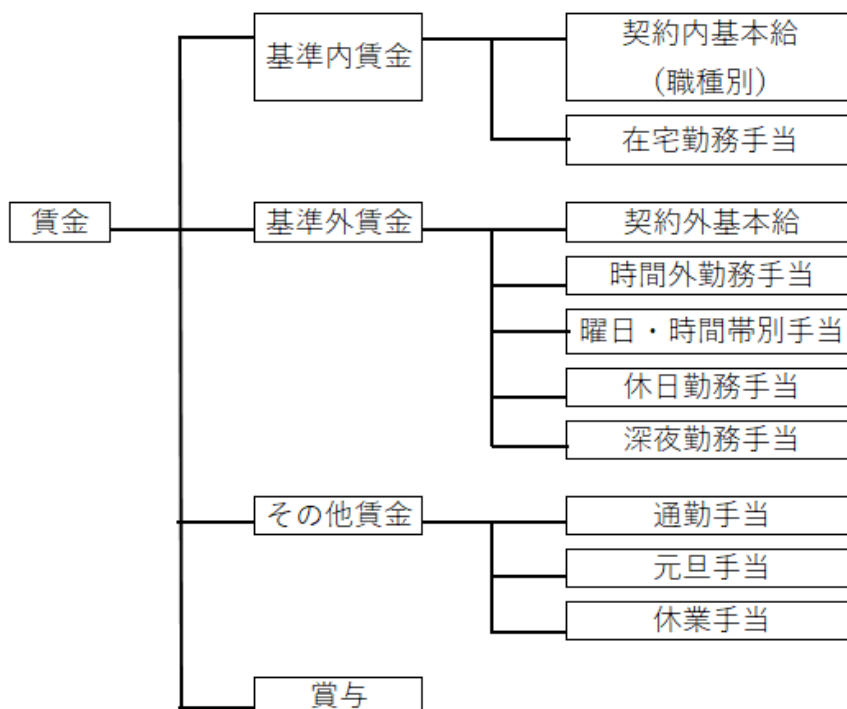 賃金
基準内賃金
契約内基本給
(職種別)
在宅勤務手当
基準外賃金
契約外基本給
時間外勤務手当
曜日・時間帯別手当
休日勤務手当
深夜勤務手当
その他賃金
通勤手当
元旦手当
休業手当
賞与